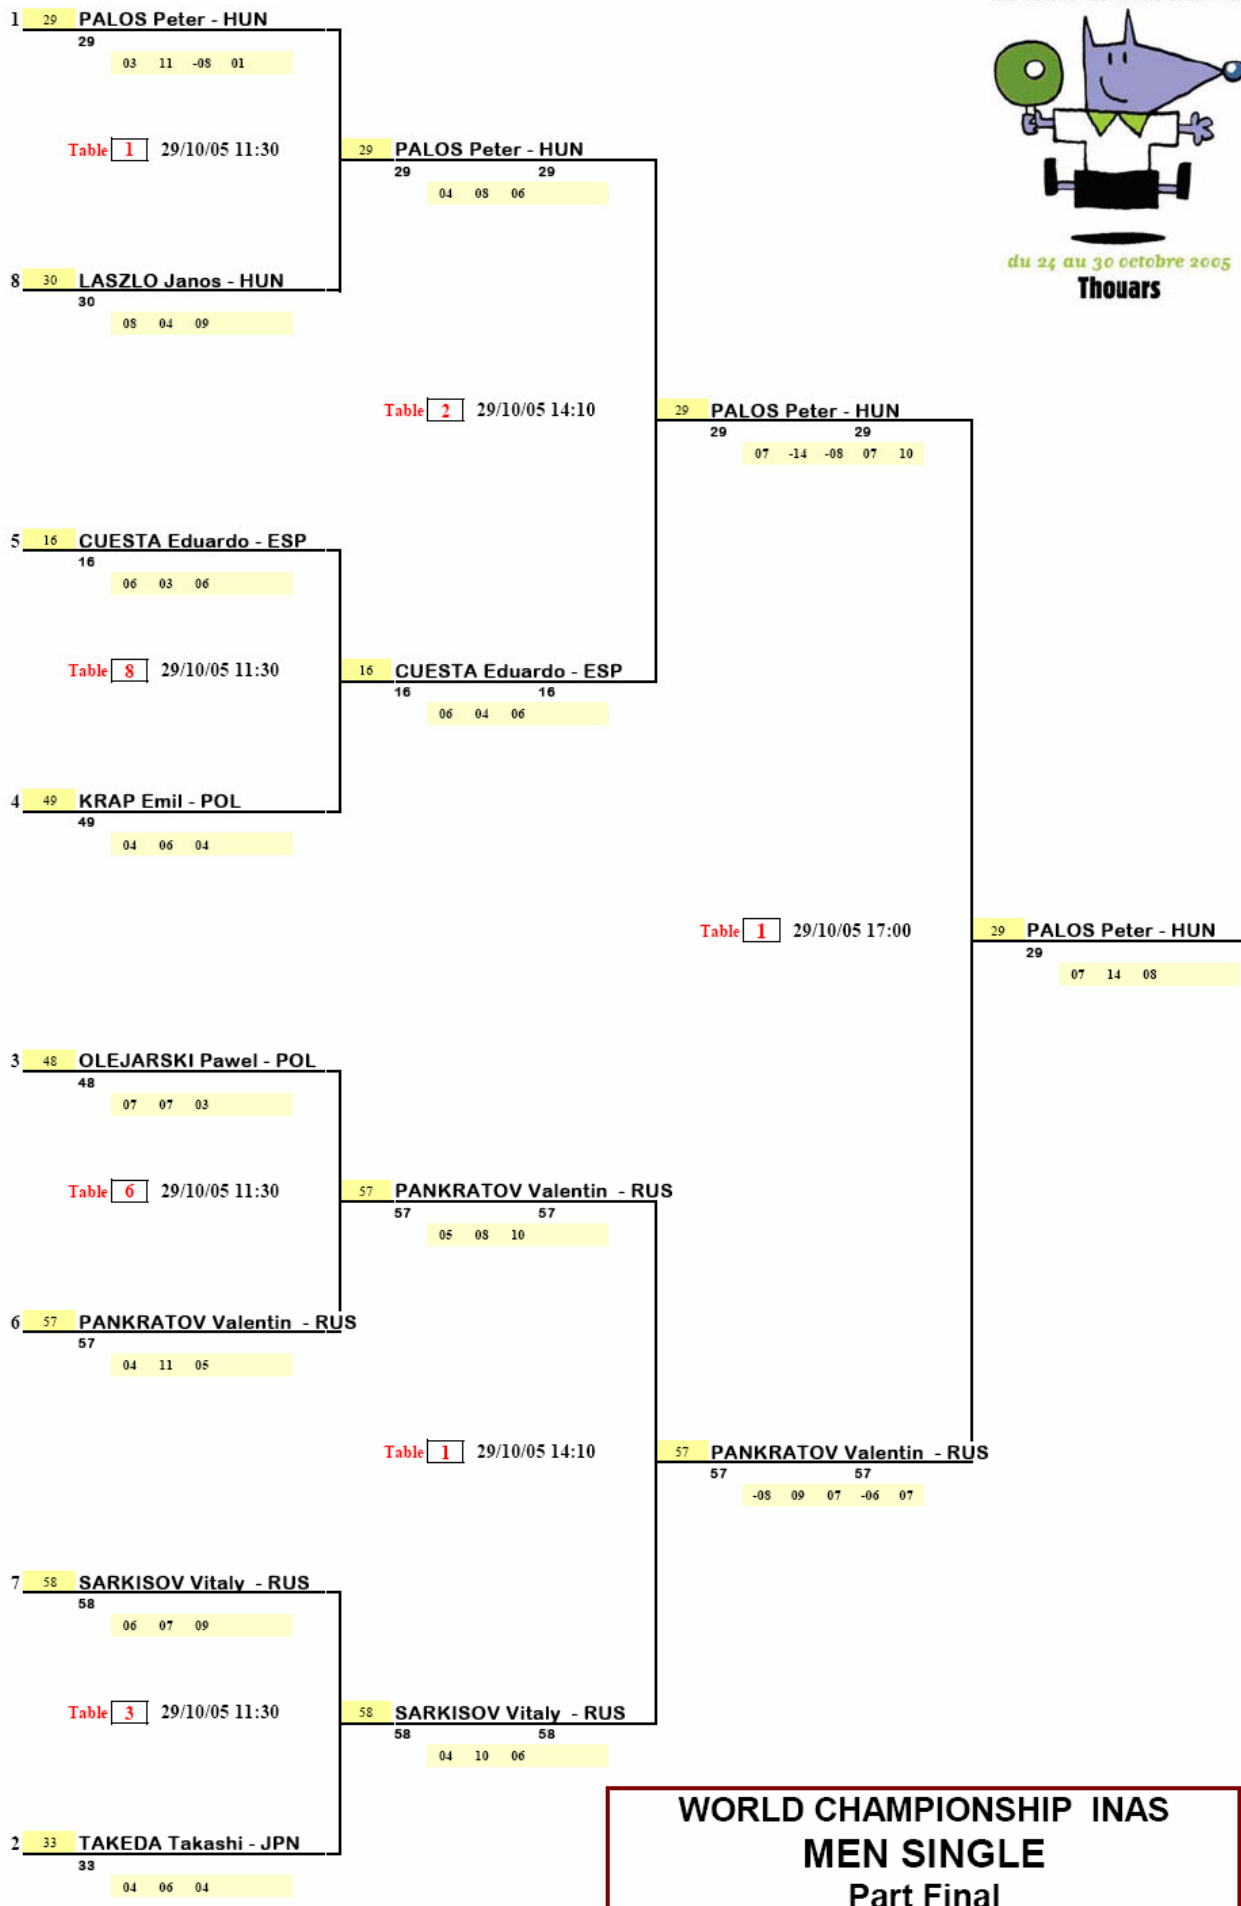 1 29 PALOS Peter - HUN
29
03 11 -08 01
Table 1 29/10/05 11:30
29 PALOS Peter - HUN
29 29
04 08 06
du 24 au 30 octobre 2005
Thouars
8 30 LASZLO Janos - HUN
30
08 04 09
Table 2 29/10/05 14:10
29 PALOS Peter - HUN
29 29
07 -14 -08 07 10
5 16 CUESTA Eduardo - ESP
16
06 03 06
Table 8 29/10/05 11:30
16 CUESTA Eduardo - ESP
16 16
06 04 06
4 49 KRAP Emil - POL
49
04 06 04
Table 1 29/10/05 17:00
29 PALOS Peter - HUN
29
07 14 08
3 48 OLEJARSKI Pawel - POL
48
07 07 03
Table 6 29/10/05 11:30
57 PANKRATOV Valentin - RUS
57 57
05 08 10
6 57 PANKRATOV Valentin - RUS
57
04 11 05
Table 1 29/10/05 14:10
57 PANKRATOV Valentin - RUS
57 57
-08 09 07 -06 07
7 58 SARKISOV Vitaly - RUS
58
06 07 09
Table 3 29/10/05 11:30
58 SARKISOV Vitaly - RUS
58 58
04 10 06
2 33 TAKEDA Takashi - JPN
33
04 06 04
WORLD CHAMPIONSHIP INAS
MEN SINGLE
Part Final